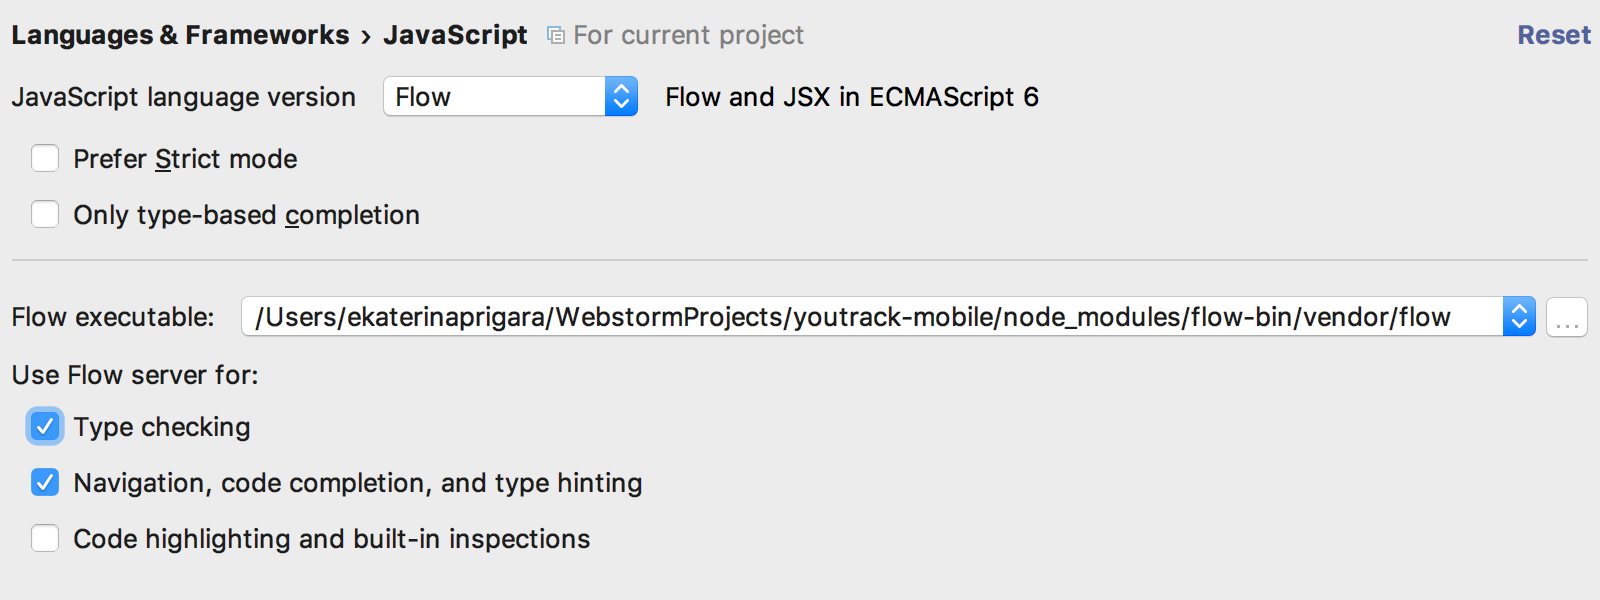 Languages & Frameworks › JavaScript For current project Reset
JavaScript language version Flow Flow and JSX in ECMAScript 6
Prefer Strict mode
Only type-based completion
Flow executable: /Users/ekaterinaprigara/WebstormProjects/youtrack-mobile/node_modules/flow-bin/vendor/flow ...
Use Flow server for:
Type checking
Navigation, code completion, and type hinting
Code highlighting and built-in inspections